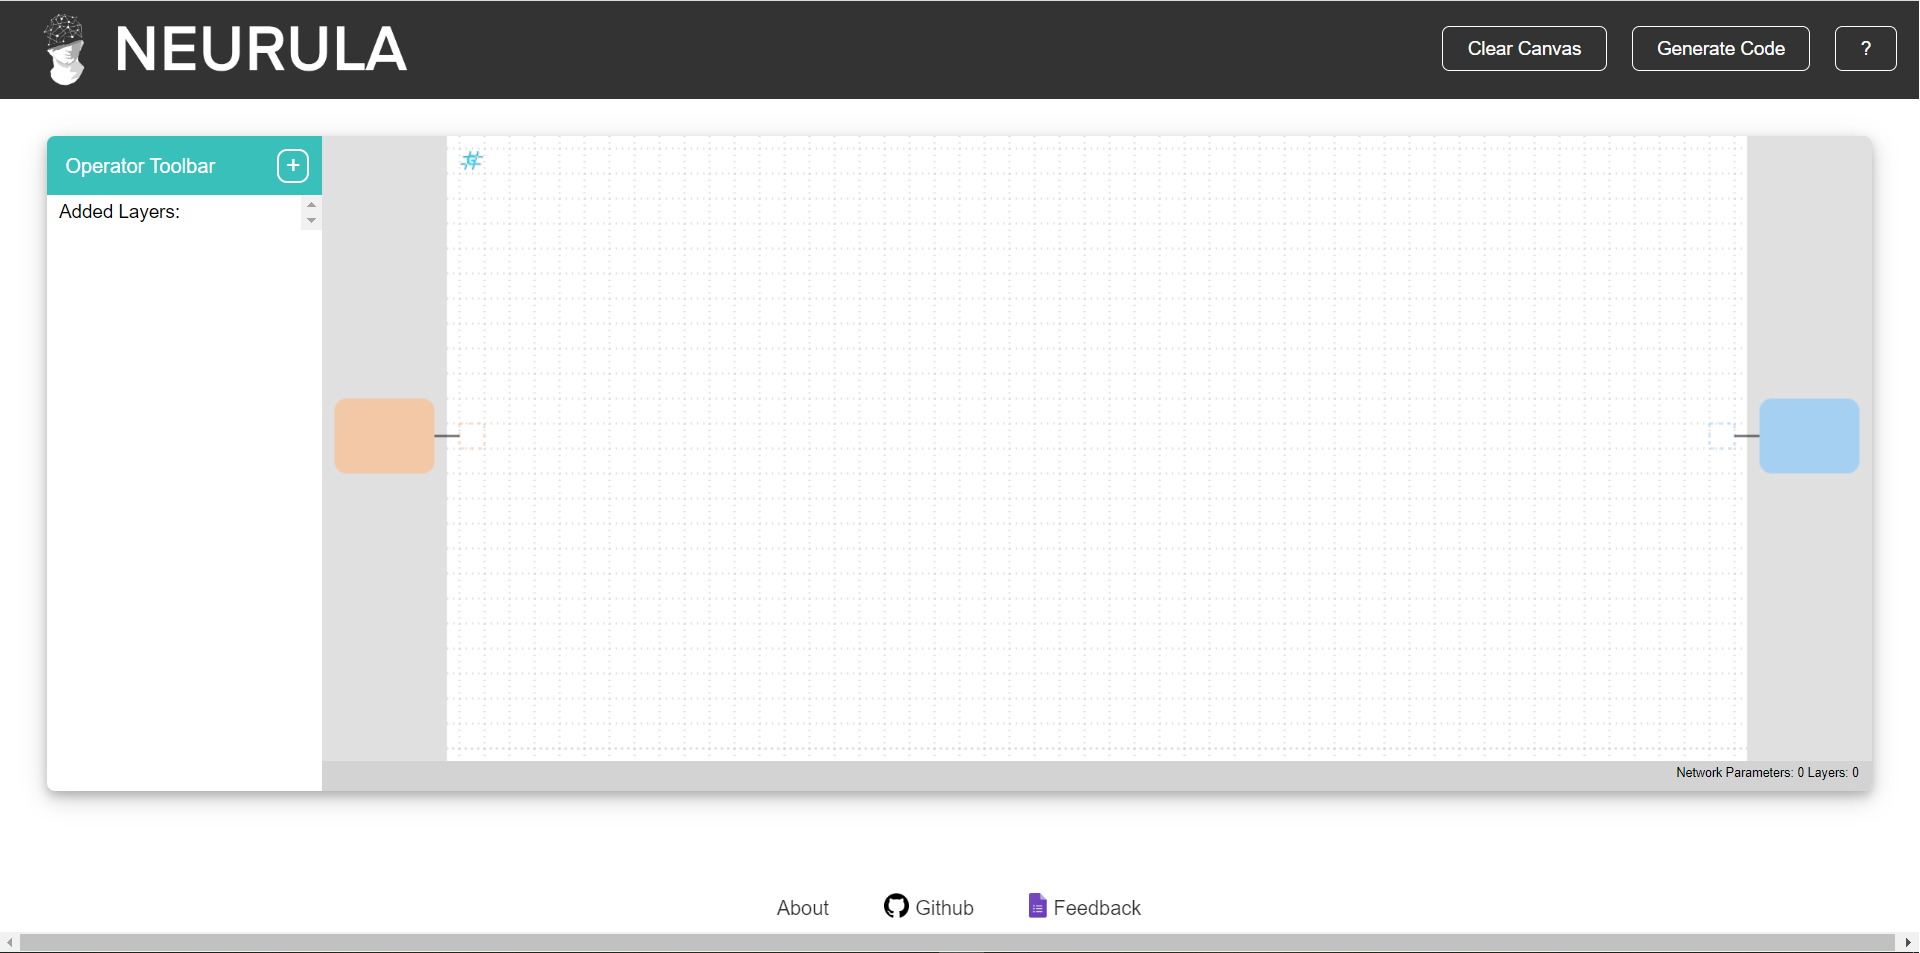 NEURULA
Clear Canvas
Generate Code
?
Operator Toolbar
+
Added Layers:
Network Parameters: 0 Layers: 0
About
Github
Feedback